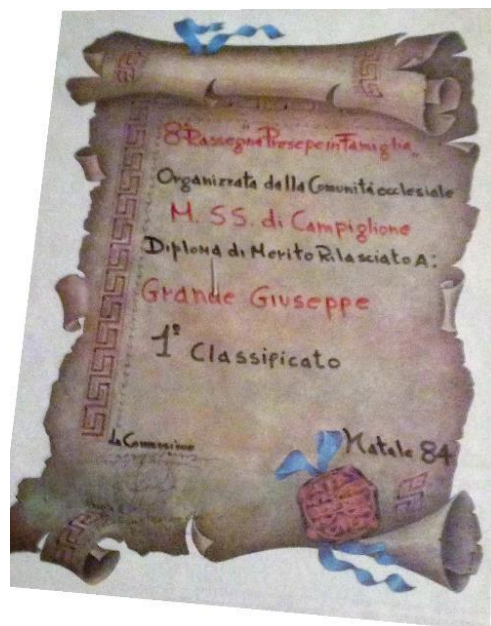 8ª Rassegna "Presepe in Famiglia"
Organizzata dalla Comunità ecclesiale
M. SS. di Campiglione
Diploma di Merito Rilasciato A:
Grande Giuseppe
1° Classificato
La Commissione
Natale 84